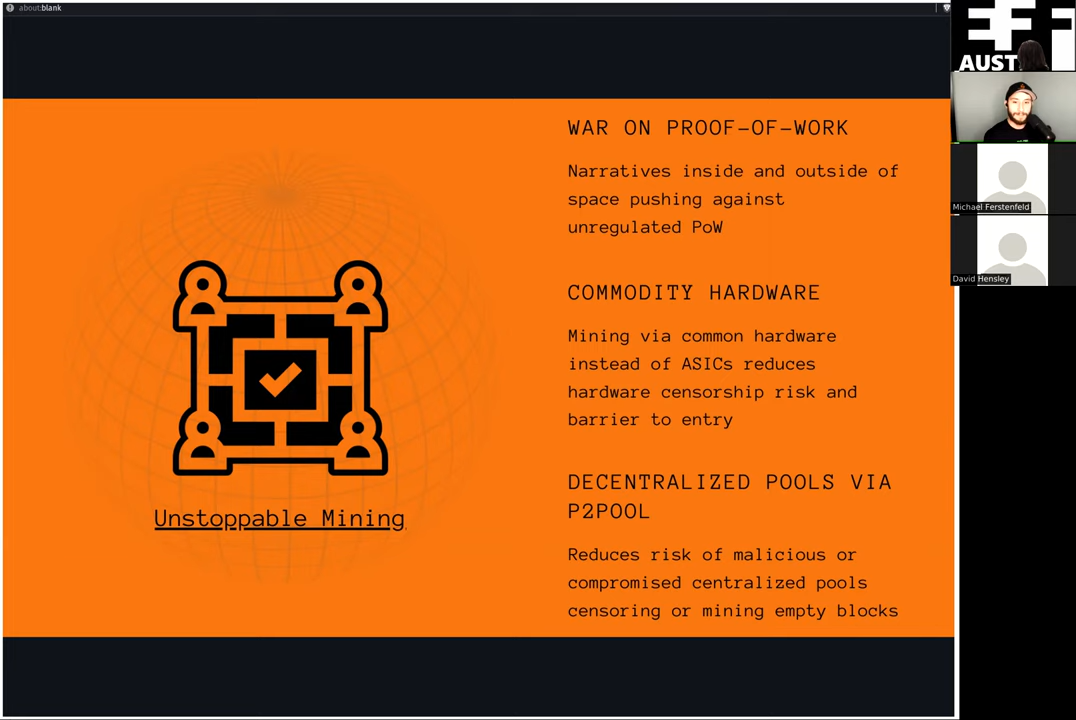 about:blank
EFF
AUST
WAR ON PROOF-OF-WORK
Narratives inside and outside of
space pushing against
unregulated PoW
Michael Ferstenfeld
David Hensley
COMMODITY HARDWARE
Mining via common hardware
instead of ASICs reduces
hardware censorship risk and
barrier to entry
DECENTRALIZED POOLS VIA
P2POOL
Reduces risk of malicious or
compromised centralized pools
censoring or mining empty blocks
Unstoppable Mining